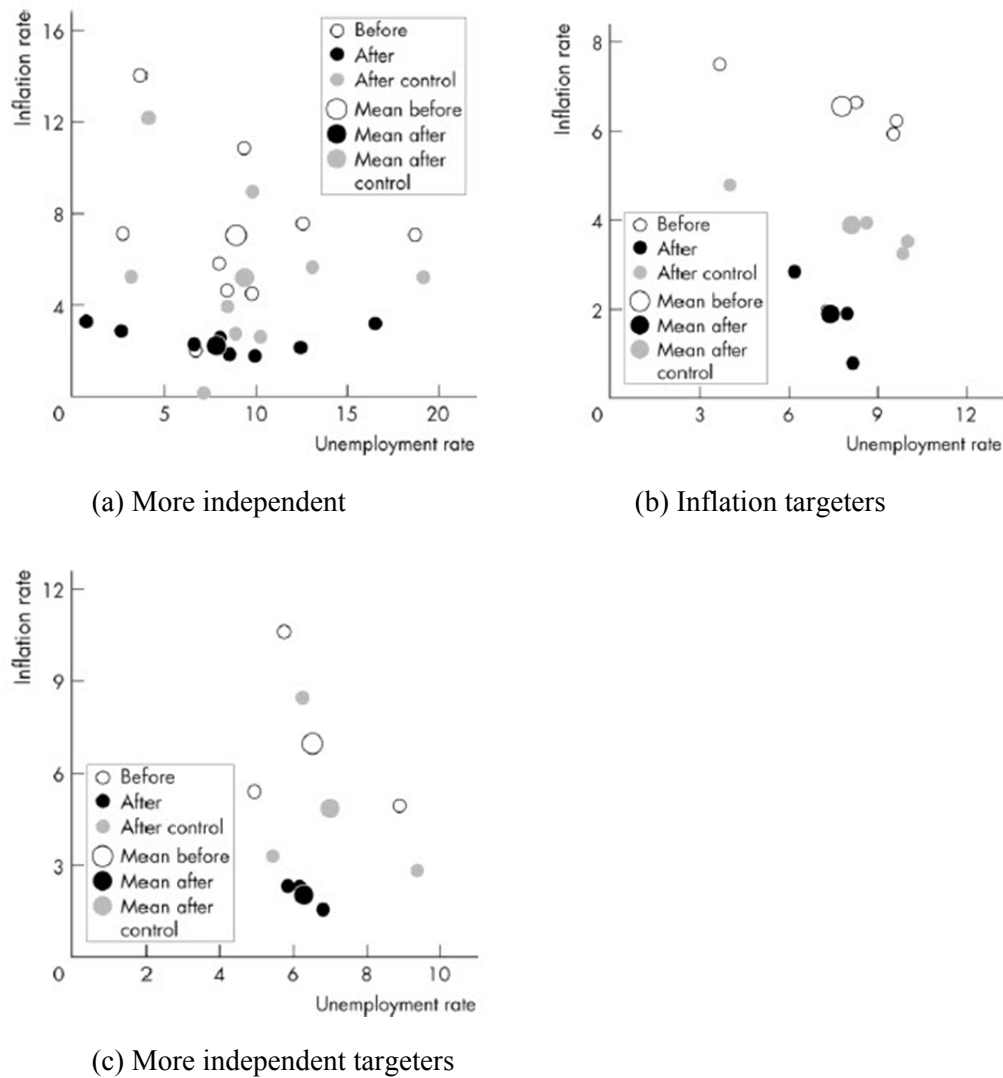 Inflation rate
16
12
8
4
0
5
10
15
20
Unemployment rate
Before
After
After control
Mean before
Mean after
Mean after
control
(a) More independent
Inflation rate
8
6
4
2
0
3
6
9
12
Unemployment rate
Before
After
After control
Mean before
Mean after
Mean after
control
(b) Inflation targeters
Inflation rate
12
9
6
3
0
2
4
6
8
10
Unemployment rate
Before
After
After control
Mean before
Mean after
Mean after
control
(c) More independent targeters